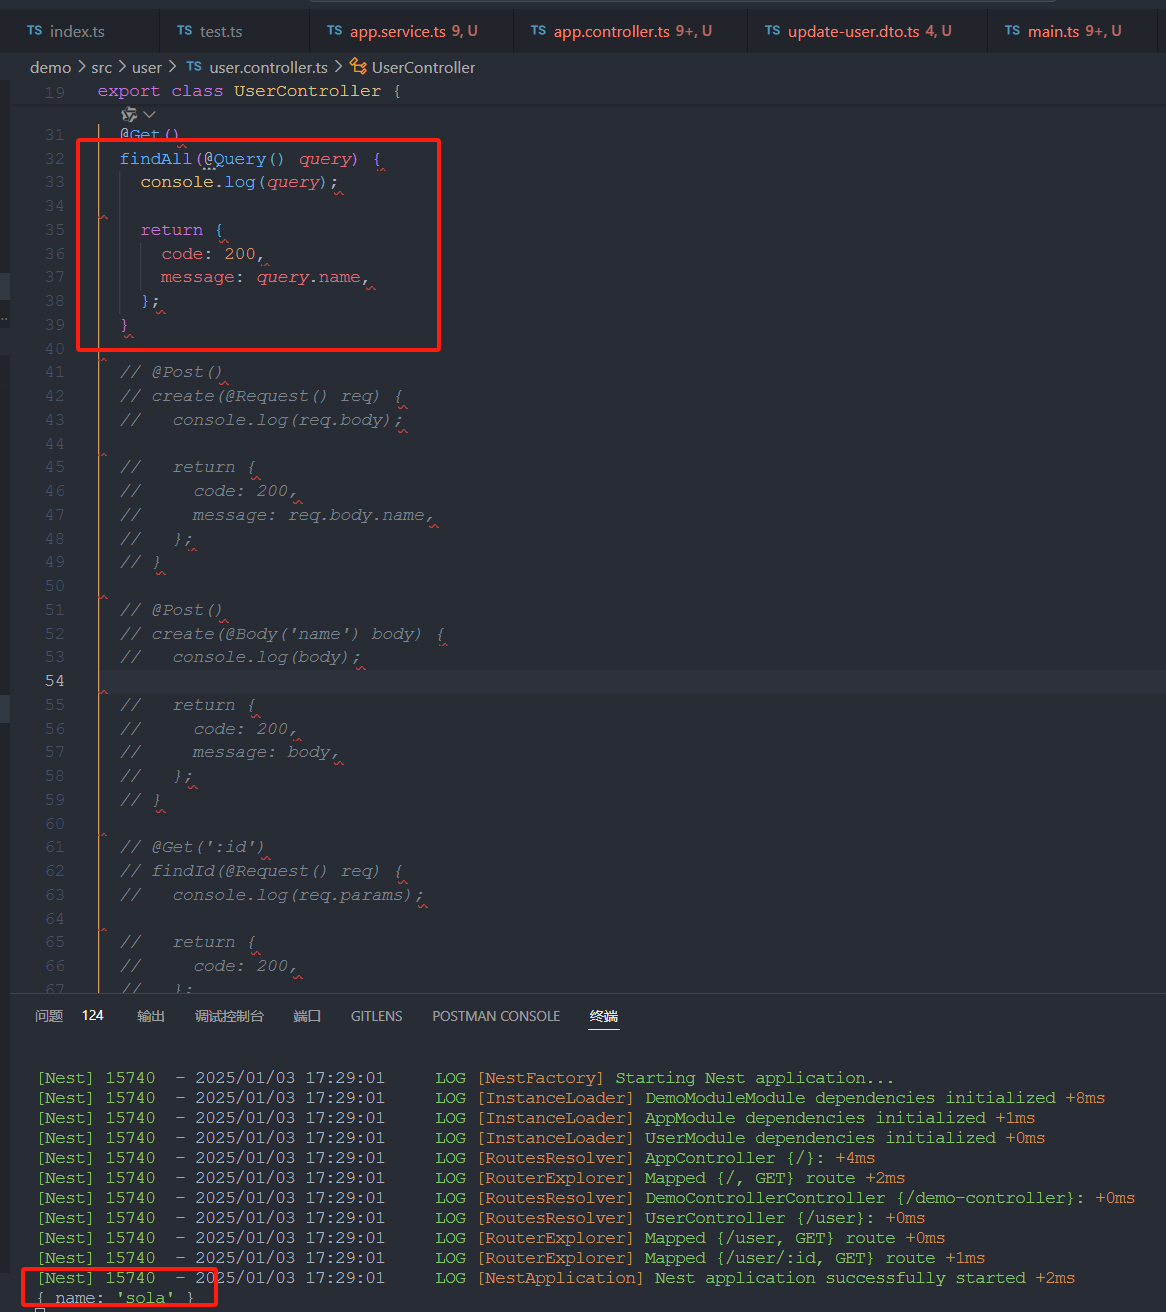 TS index.ts TS test.ts TS app.service.ts 9, U TS app.controller.ts 9+, U TS update-user.dto.ts 4, U TS main.ts 9+, U
demo > src > user > TS user.controller.ts > UserController
19 export class UserController {
31 @Get()
32 findAll(@Query() query) {
33 console.log(query);
34
35 return {
36 code: 200,
37 message: query.name,
38 };
39 }
40
41 // @Post()
42 // create(@Request() req) {
43 //   console.log(req.body);
44
45 //   return {
46 //     code: 200,
47 //     message: req.body.name,
48 //   };
49 // }
50
51 // @Post()
52 // create(@Body('name') body) {
53 //   console.log(body);
54
55 //   return {
56 //     code: 200,
57 //     message: body,
58 //   };
59 // }
60
61 // @Get(':id')
62 // findId(@Request() req) {
63 //   console.log(req.params);
64
65 //   return {
66 //     code: 200,
67 //   };
问题 124 输出 调试控制台 端口 GITLENS POSTMAN CONSOLE 终端
[Nest] 15740  - 2025/01/03 17:29:01     LOG [NestFactory] Starting Nest application...
[Nest] 15740  - 2025/01/03 17:29:01     LOG [InstanceLoader] DemoModuleModule dependencies initialized +8ms
[Nest] 15740  - 2025/01/03 17:29:01     LOG [InstanceLoader] AppModule dependencies initialized +1ms
[Nest] 15740  - 2025/01/03 17:29:01     LOG [InstanceLoader] UserModule dependencies initialized +0ms
[Nest] 15740  - 2025/01/03 17:29:01     LOG [RoutesResolver] AppController {/}: +4ms
[Nest] 15740  - 2025/01/03 17:29:01     LOG [RouterExplorer] Mapped {/, GET} route +2ms
[Nest] 15740  - 2025/01/03 17:29:01     LOG [RoutesResolver] DemoControllerController {/demo-controller}: +0ms
[Nest] 15740  - 2025/01/03 17:29:01     LOG [RoutesResolver] UserController {/user}: +0ms
[Nest] 15740  - 2025/01/03 17:29:01     LOG [RouterExplorer] Mapped {/user, GET} route +0ms
[Nest] 15740  - 2025/01/03 17:29:01     LOG [RouterExplorer] Mapped {/user/:id, GET} route +1ms
[Nest] 15740  - 2025/01/03 17:29:01     LOG [NestApplication] Nest application successfully started +2ms
{ name: 'sola' }